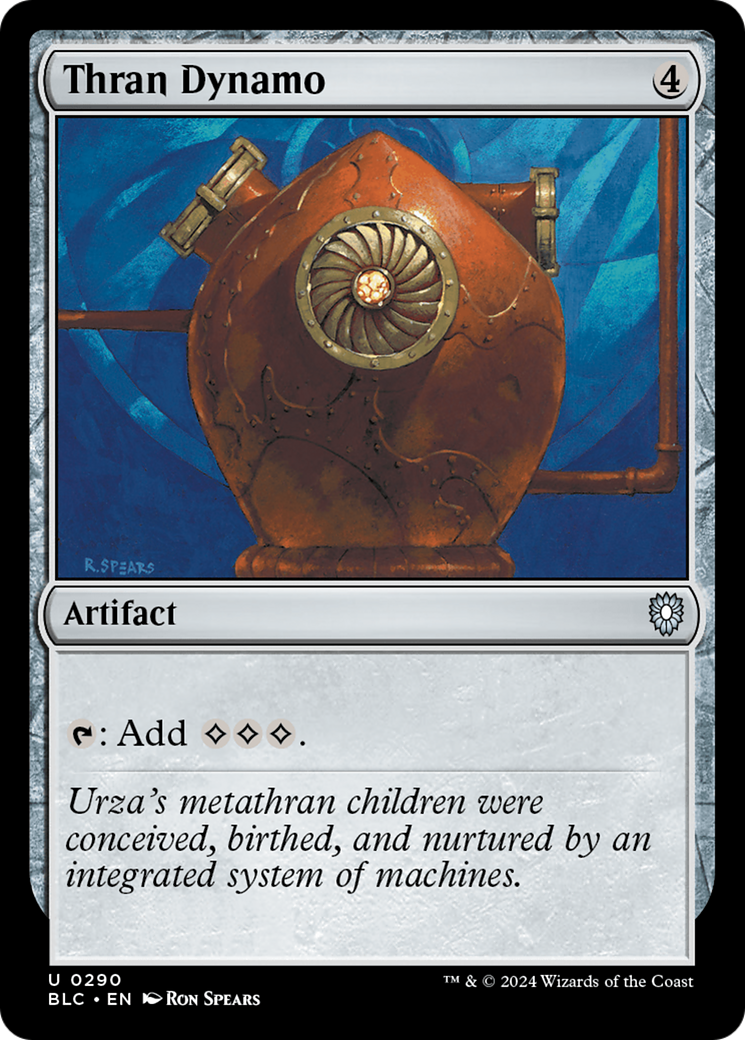 Thran Dynamo 4
R.SPEARS
Artifact
: Add .
Urza's metathran children were
conceived, birthed, and nurtured by an
integrated system of machines.
U 0290
™ & © 2024 Wizards of the Coast
BLC • EN Ron Spears